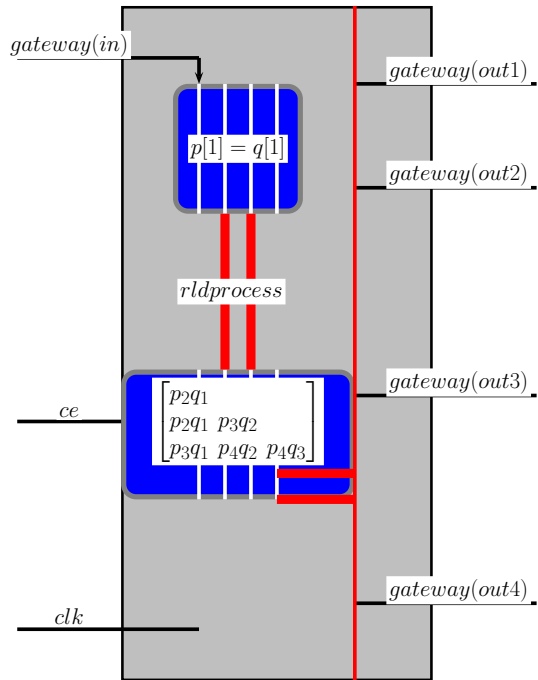 gateway(in)
gateway(out1)
p[1] = q[1]
gateway(out2)
rldprocess
gateway(out3)
p₂q₁
p₂q₁ p₃q₂
p₃q₁ p₄q₂ p₄q₃
ce
gateway(out4)
clk